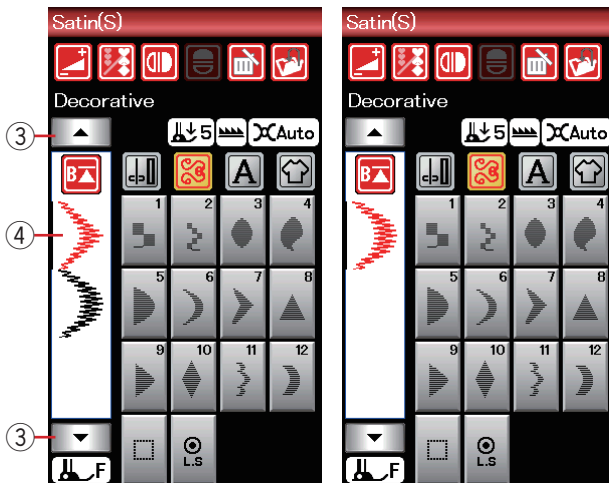 Satin(S)
Decorative
③
5
Auto
B
A
④
1 2 3 4
5 6 7 8
9 10 11 12
③
F
L.S
Satin(S)
Decorative
5
Auto
B
A
1 2 3 4
5 6 7 8
9 10 11 12
F
L.S